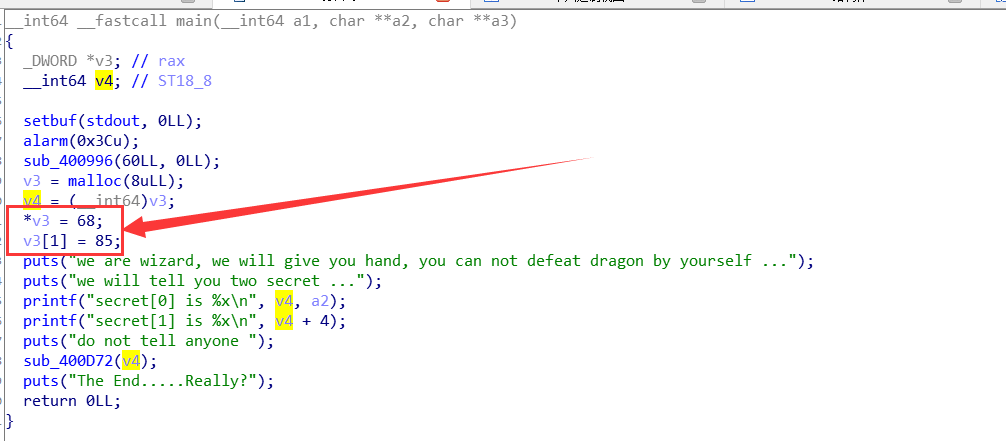 __int64 __fastcall main(__int64 a1, char **a2, char **a3)
{
_DWORD *v3; // rax
__int64 v4; // ST18_8
setbuf(stdout, 0LL);
alarm(0x3Cu);
sub_400996(60LL, 0LL);
v3 = malloc(8uLL);
v4 = (__int64)v3;
*v3 = 68;
v3[1] = 85;
puts("we are wizard, we will give you hand, you can not defeat dragon by yourself ...");
puts("we will tell you two secret ...");
printf("secret[0] is %x\n", v4, a2);
printf("secret[1] is %x\n", v4 + 4);
puts("do not tell anyone ");
sub_400D72(v4);
puts("The End.....Really?");
return 0LL;
}